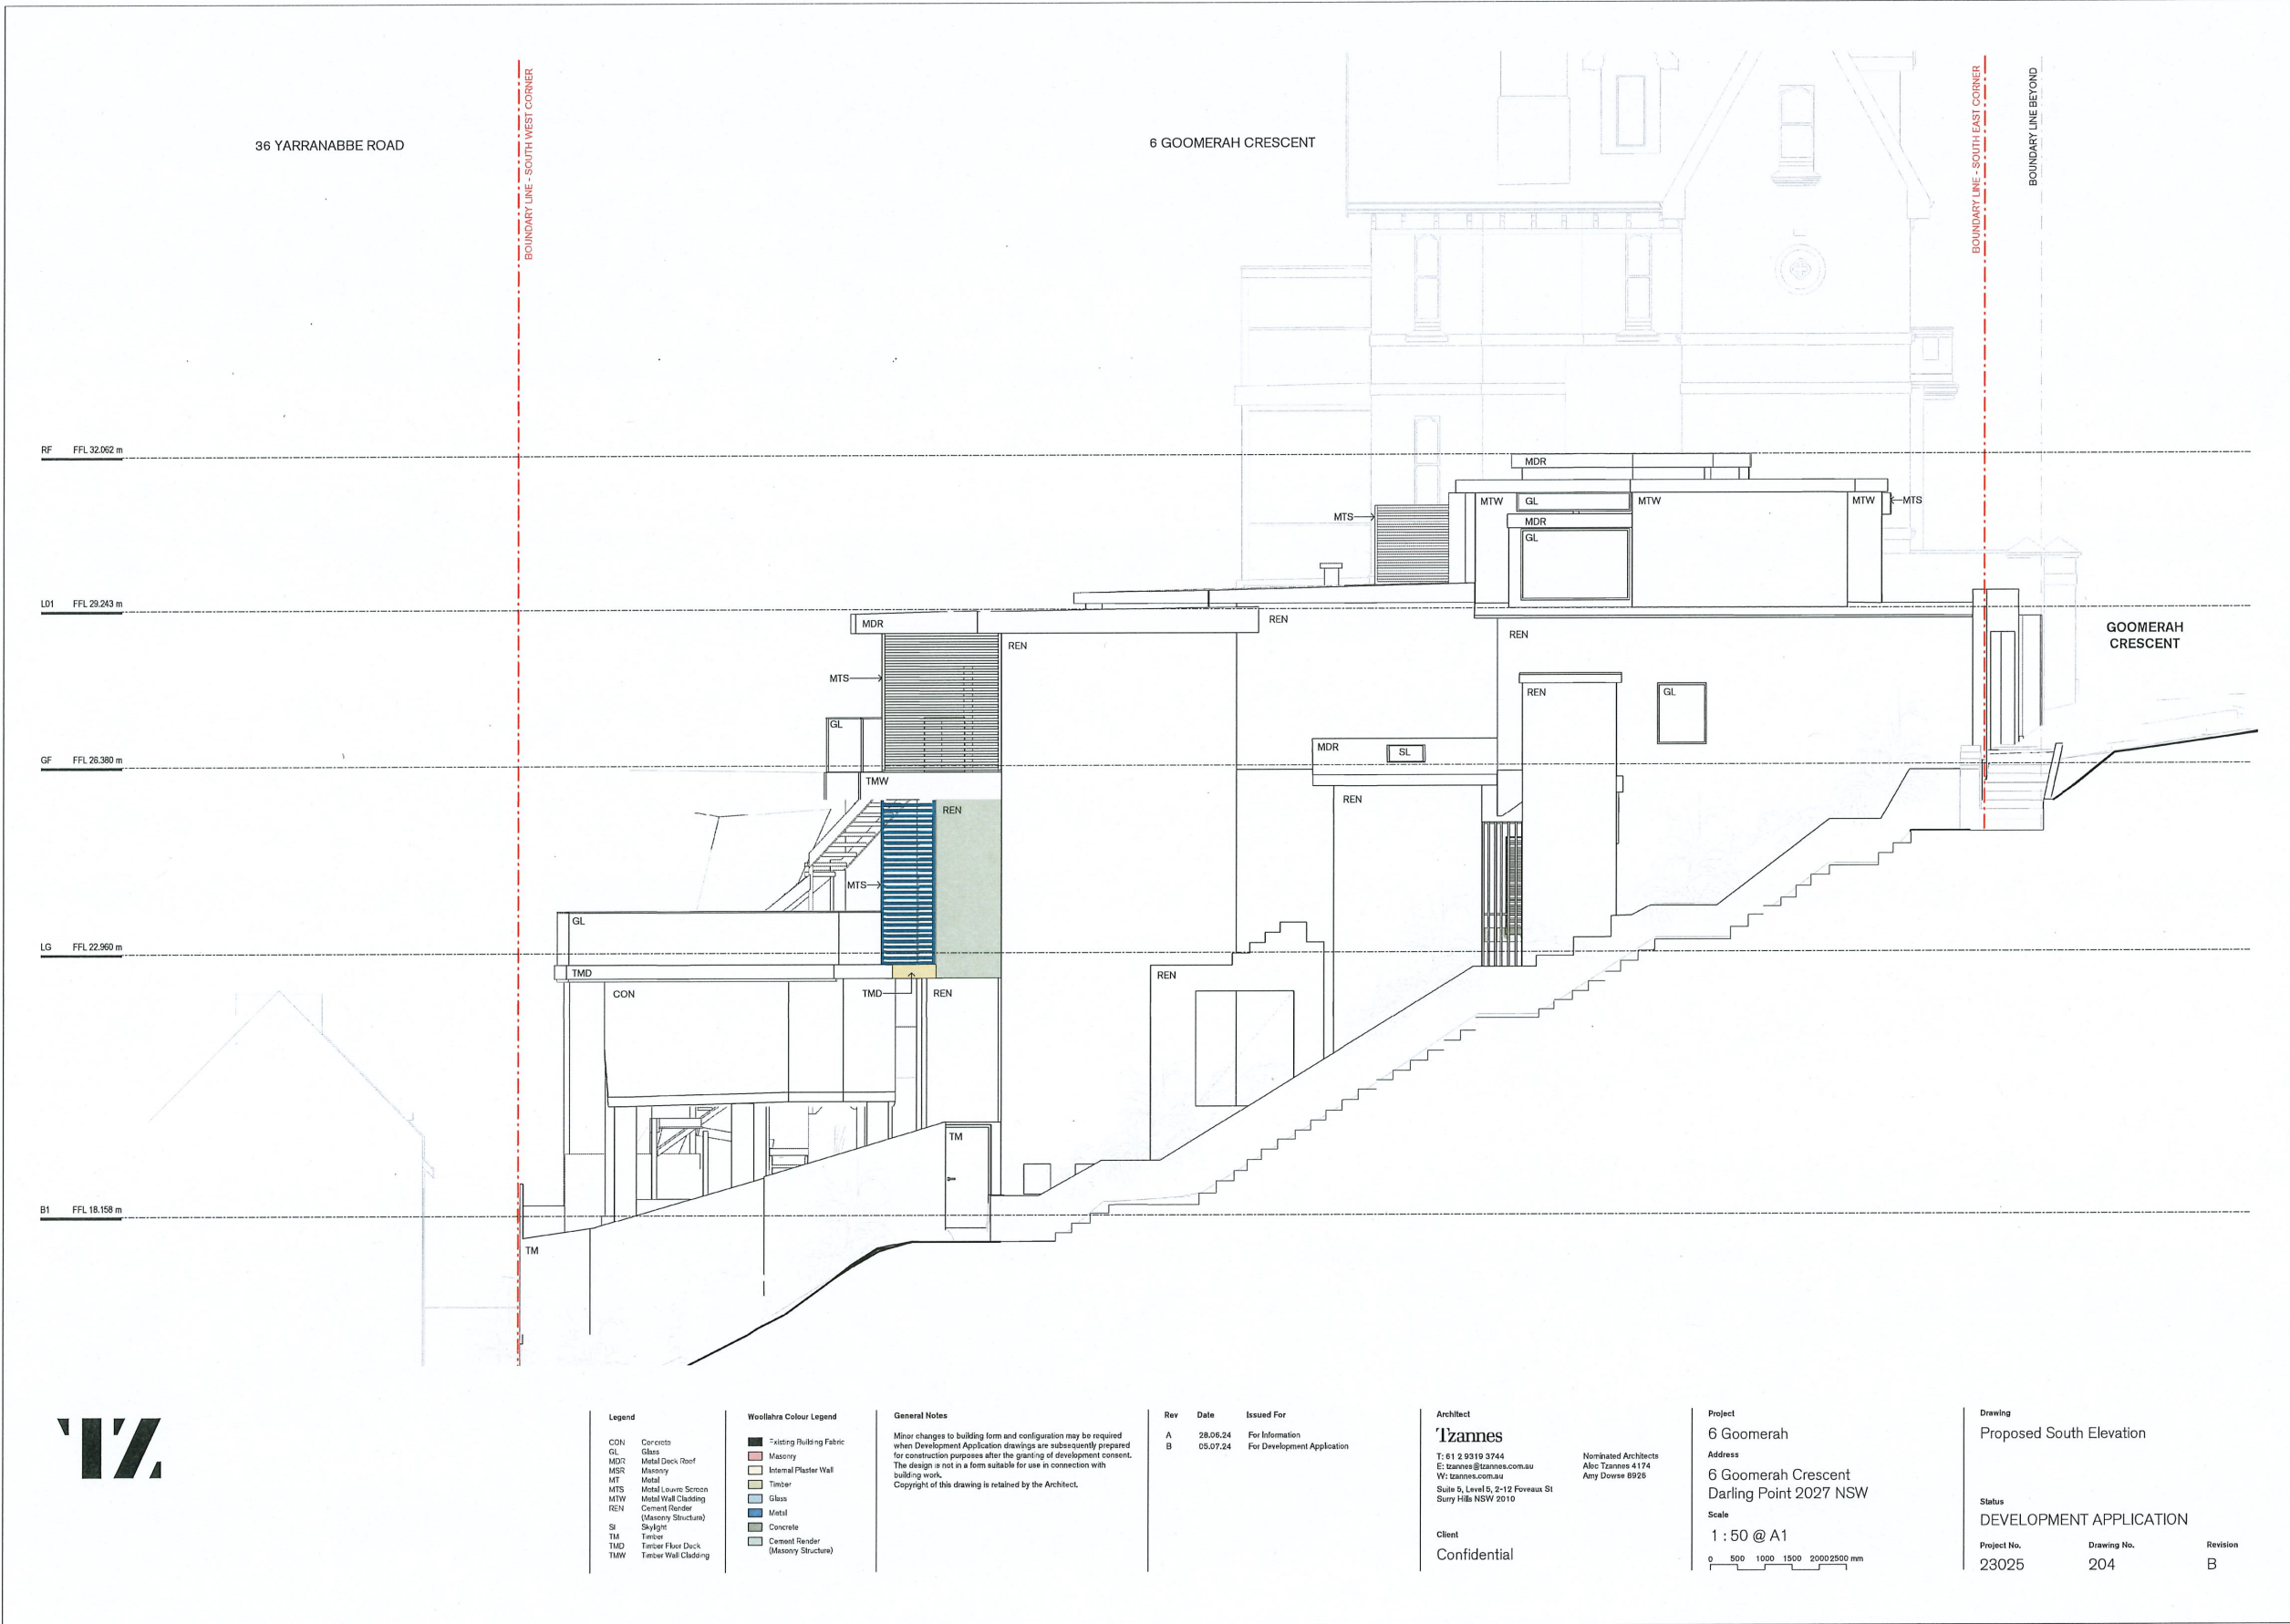 36 YARRANABBE ROAD
BOUNDARY LINE - SOUTH WEST CORNER
6 GOOMERAH CRESCENT
BOUNDARY LINE - SOUTH EAST CORNER
BOUNDARY LINE BEYOND
RF FFL 32.062 m
MDR
MTW
GL
MTW
MTW
MTS
MTS
MDR
GL
L01 FFL 29.243 m
MDR
REN
REN
REN
GOOMERAH
CRESCENT
MTS
REN
GL
GL
MDR
SL
GF FFL 26.380 m
TMW
REN
REN
MTS
GL
LG FFL 22.960 m
TMD
REN
CON
TMD
REN
TM
B1 FFL 18.158 m
TM
TZ
Legend
CON Concrete
GL Glass
MDR Metal Deck Roof
MSR Masonry
MT Metal
MTS Metal Louvre Screen
MTW Metal Wall Cladding
REN Cement Render
(Masonry Structure)
Sl Skylight
TM Timber
TMD Timber Floor Deck
TMW Timber Wall Cladding
Woollahra Colour Legend
Existing Building Fabric
Masonry
Internal Plaster Wall
Timber
Glass
Metal
Concrete
Cement Render
(Masonry Structure)
General Notes
Minor changes to building form and configuration may be required
when Development Application drawings are subsequently prepared
for construction purposes after the granting of development consent.
The design is not in a form suitable for use in connection with
building work.
Copyright of this drawing is retained by the Architect.
Rev Date Issued For
A 28.06.24 For Information
B 05.07.24 For Development Application
Architect
Tzannes
T: 61 2 9319 3744
E: tzannes@tzannes.com.au
W: tzannes.com.au
Suite 5, Level 5, 2-12 Foveaux St
Surry Hills NSW 2010
Nominated Architects
Alec Tzannes 4174
Amy Dowse 8926
Client
Confidential
Project
6 Goomerah
Address
6 Goomerah Crescent
Darling Point 2027 NSW
Scale
1 : 50 @ A1
0 500 1000 1500 2000 2500 mm
Drawing
Proposed South Elevation
Status
DEVELOPMENT APPLICATION
Project No. Drawing No. Revision
23025 204 B